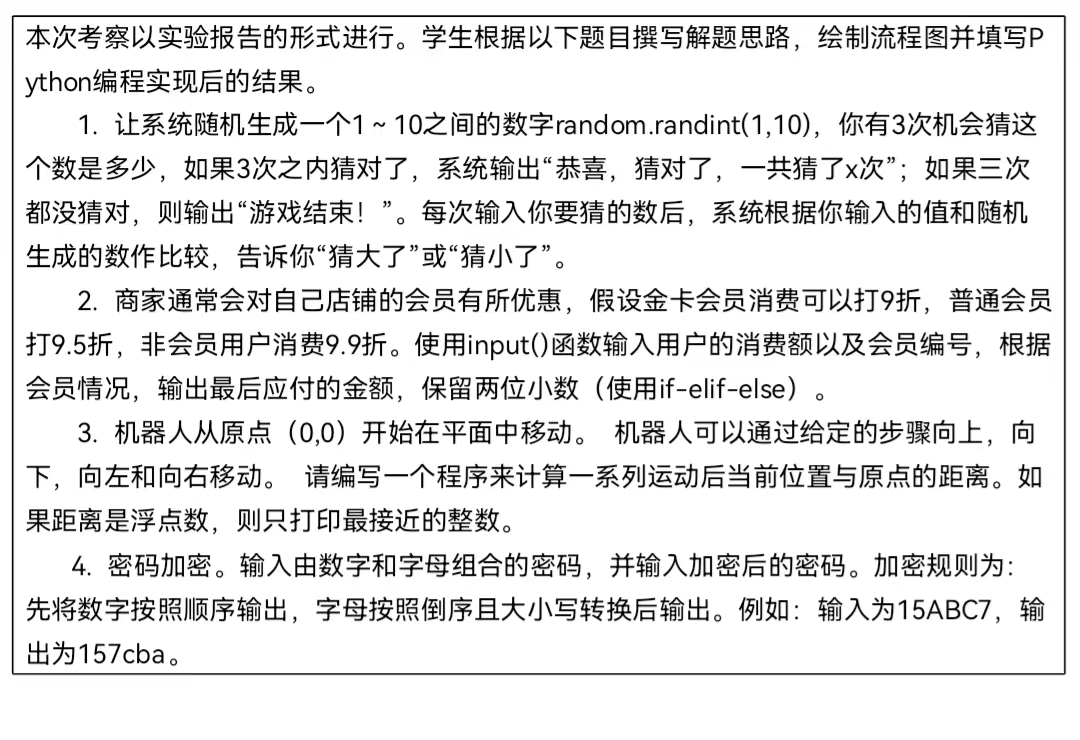 本次考察以实验报告的形式进行。学生根据以下题目撰写解题思路，绘制流程图并填写P
ython编程实现后的结果。
1. 让系统随机生成一个1～10之间的数字random.randint(1,10)，你有3次机会猜这
个数是多少，如果3次之内猜对了，系统输出“恭喜，猜对了，一共猜了x次”；如果三次
都没猜对，则输出“游戏结束！”。每次输入你要猜的数后，系统根据你输入的值和随机
生成的数作比较，告诉你“猜大了”或“猜小了”。
2. 商家通常会对自己店铺的会员有所优惠，假设金卡会员消费可以打9折，普通会员
打9.5折，非会员用户消费9.9折。使用input()函数输入用户的消费额以及会员编号，根据
会员情况，输出最后应付的金额，保留两位小数（使用if-elif-else）。
3. 机器人从原点（0,0）开始在平面中移动。 机器人可以通过给定的步骤向上，向
下，向左和向右移动。 请编写一个程序来计算一系列运动后当前位置与原点的距离。如
果距离是浮点数，则只打印最接近的整数。
4. 密码加密。输入由数字和字母组合的密码，并输入加密后的密码。加密规则为：
先将数字按照顺序输出，字母按照倒序且大小写转换后输出。例如：输入为15ABC7，输
出为157cba。